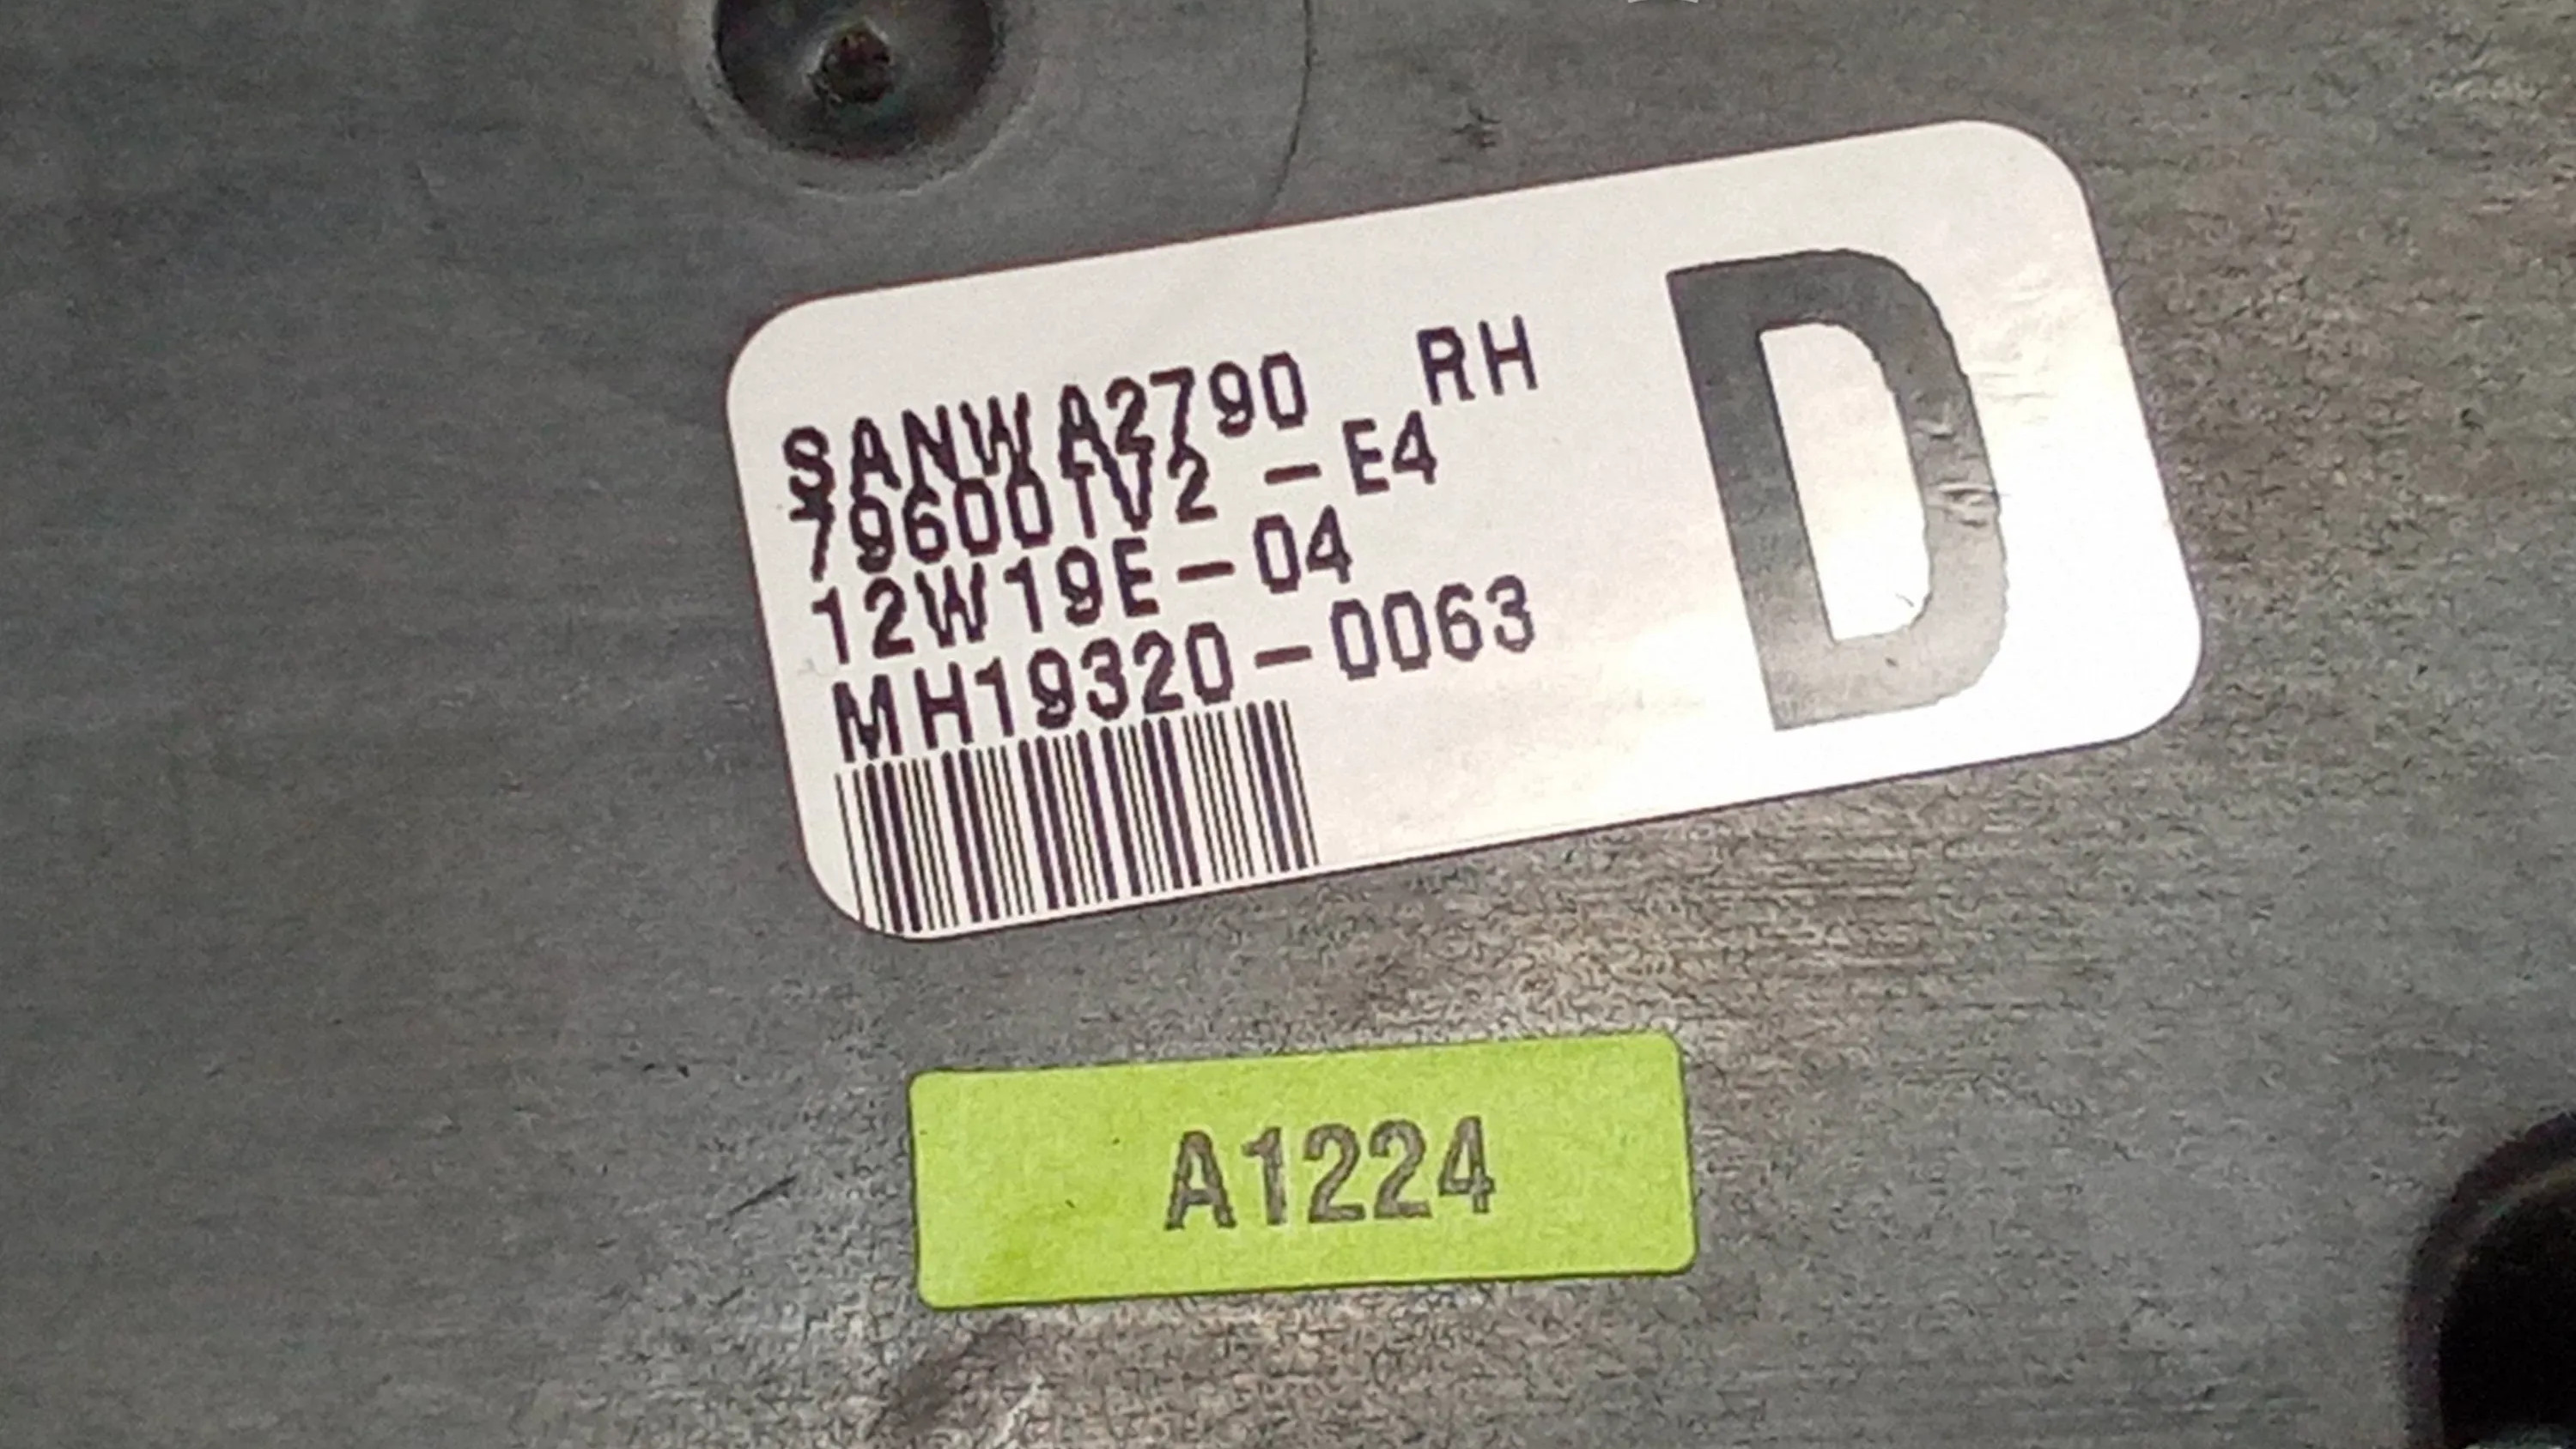 SANWA2790 RH
79600TV2-E4
12W19E-04
MH19320-0063
D
A1224